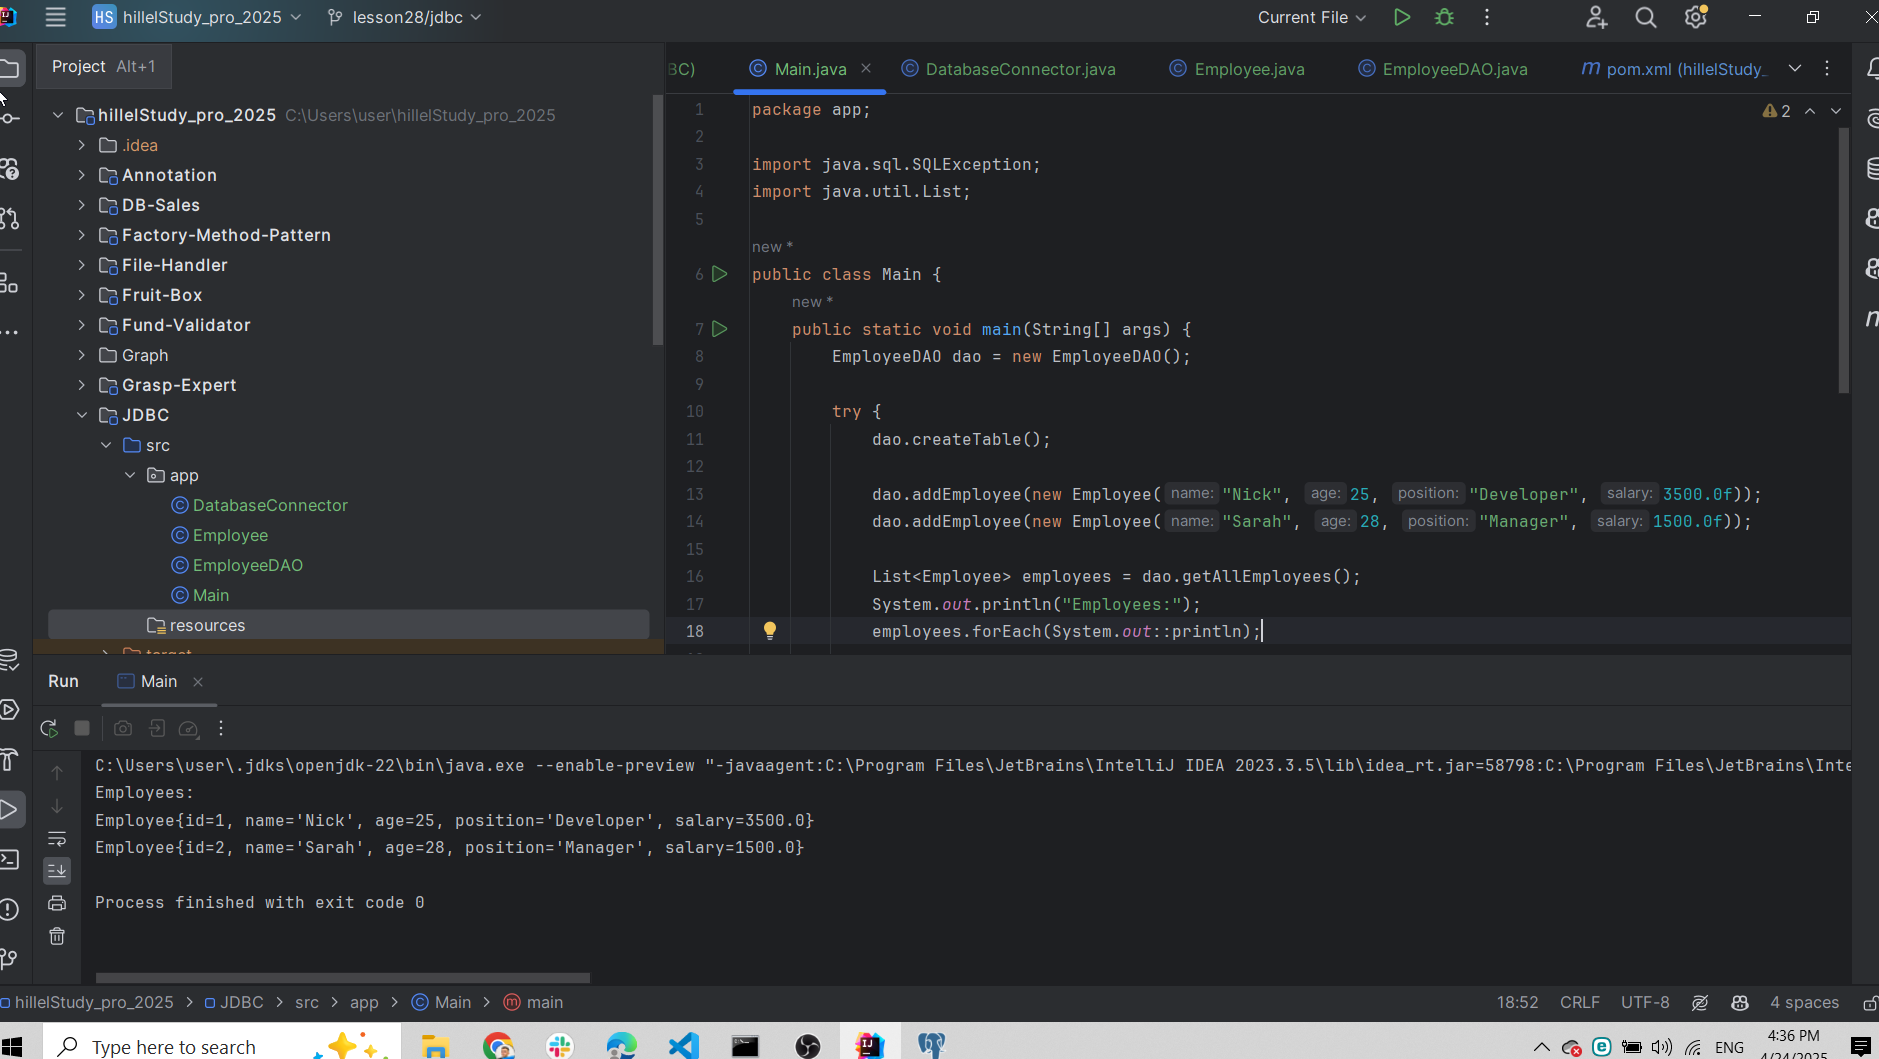 HS hillelStudy_pro_2025 lesson28/jdbc Current File
Project Alt+1
hillelStudy_pro_2025 C:\Users\user\hillelStudy_pro_2025
.idea
Annotation
DB-Sales
Factory-Method-Pattern
File-Handler
Fruit-Box
Fund-Validator
Graph
Grasp-Expert
JDBC
src
app
DatabaseConnector
Employee
EmployeeDAO
Main
resources
target
BC) Main.java DatabaseConnector.java Employee.java EmployeeDAO.java pom.xml (hillelStudy_
2
1 package app;
2
3 import java.sql.SQLException;
4 import java.util.List;
5
new *
6 public class Main {
new *
7 public static void main(String[] args) {
8 EmployeeDAO dao = new EmployeeDAO();
9
10 try {
11 dao.createTable();
12
13 dao.addEmployee(new Employee( name: "Nick", age: 25, position: "Developer", salary: 3500.0f));
14 dao.addEmployee(new Employee( name: "Sarah", age: 28, position: "Manager", salary: 1500.0f));
15
16 List<Employee> employees = dao.getAllEmployees();
17 System.out.println("Employees:");
18 employees.forEach(System.out::println);
Run Main
C:\Users\user\.jdks\openjdk-22\bin\java.exe --enable-preview "-javaagent:C:\Program Files\JetBrains\IntelliJ IDEA 2023.3.5\lib\idea_rt.jar=58798:C:\Program Files\JetBrains\Inte
Employees:
Employee{id=1, name='Nick', age=25, position='Developer', salary=3500.0}
Employee{id=2, name='Sarah', age=28, position='Manager', salary=1500.0}
Process finished with exit code 0
hillelStudy_pro_2025 > JDBC > src > app > Main > main 18:52 CRLF UTF-8 4 spaces
Type here to search ENG 4:36 PM
4/24/2025